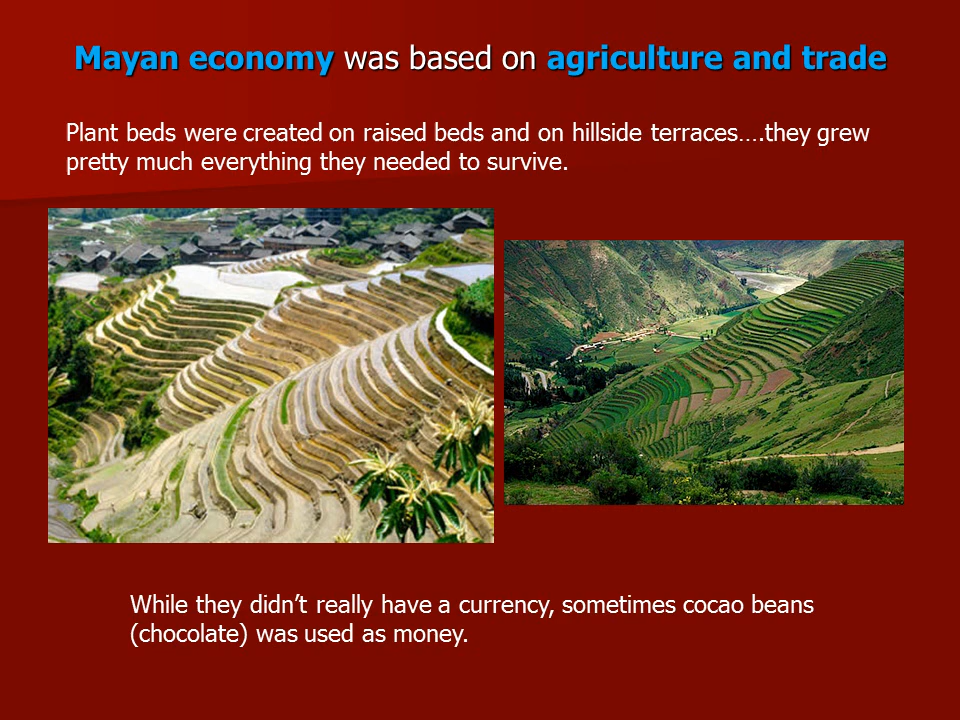 Mayan economy was based on agriculture and trade
Plant beds were created on raised beds and on hillside terraces….they grew
pretty much everything they needed to survive.
While they didn’t really have a currency, sometimes cocao beans
(chocolate) was used as money.